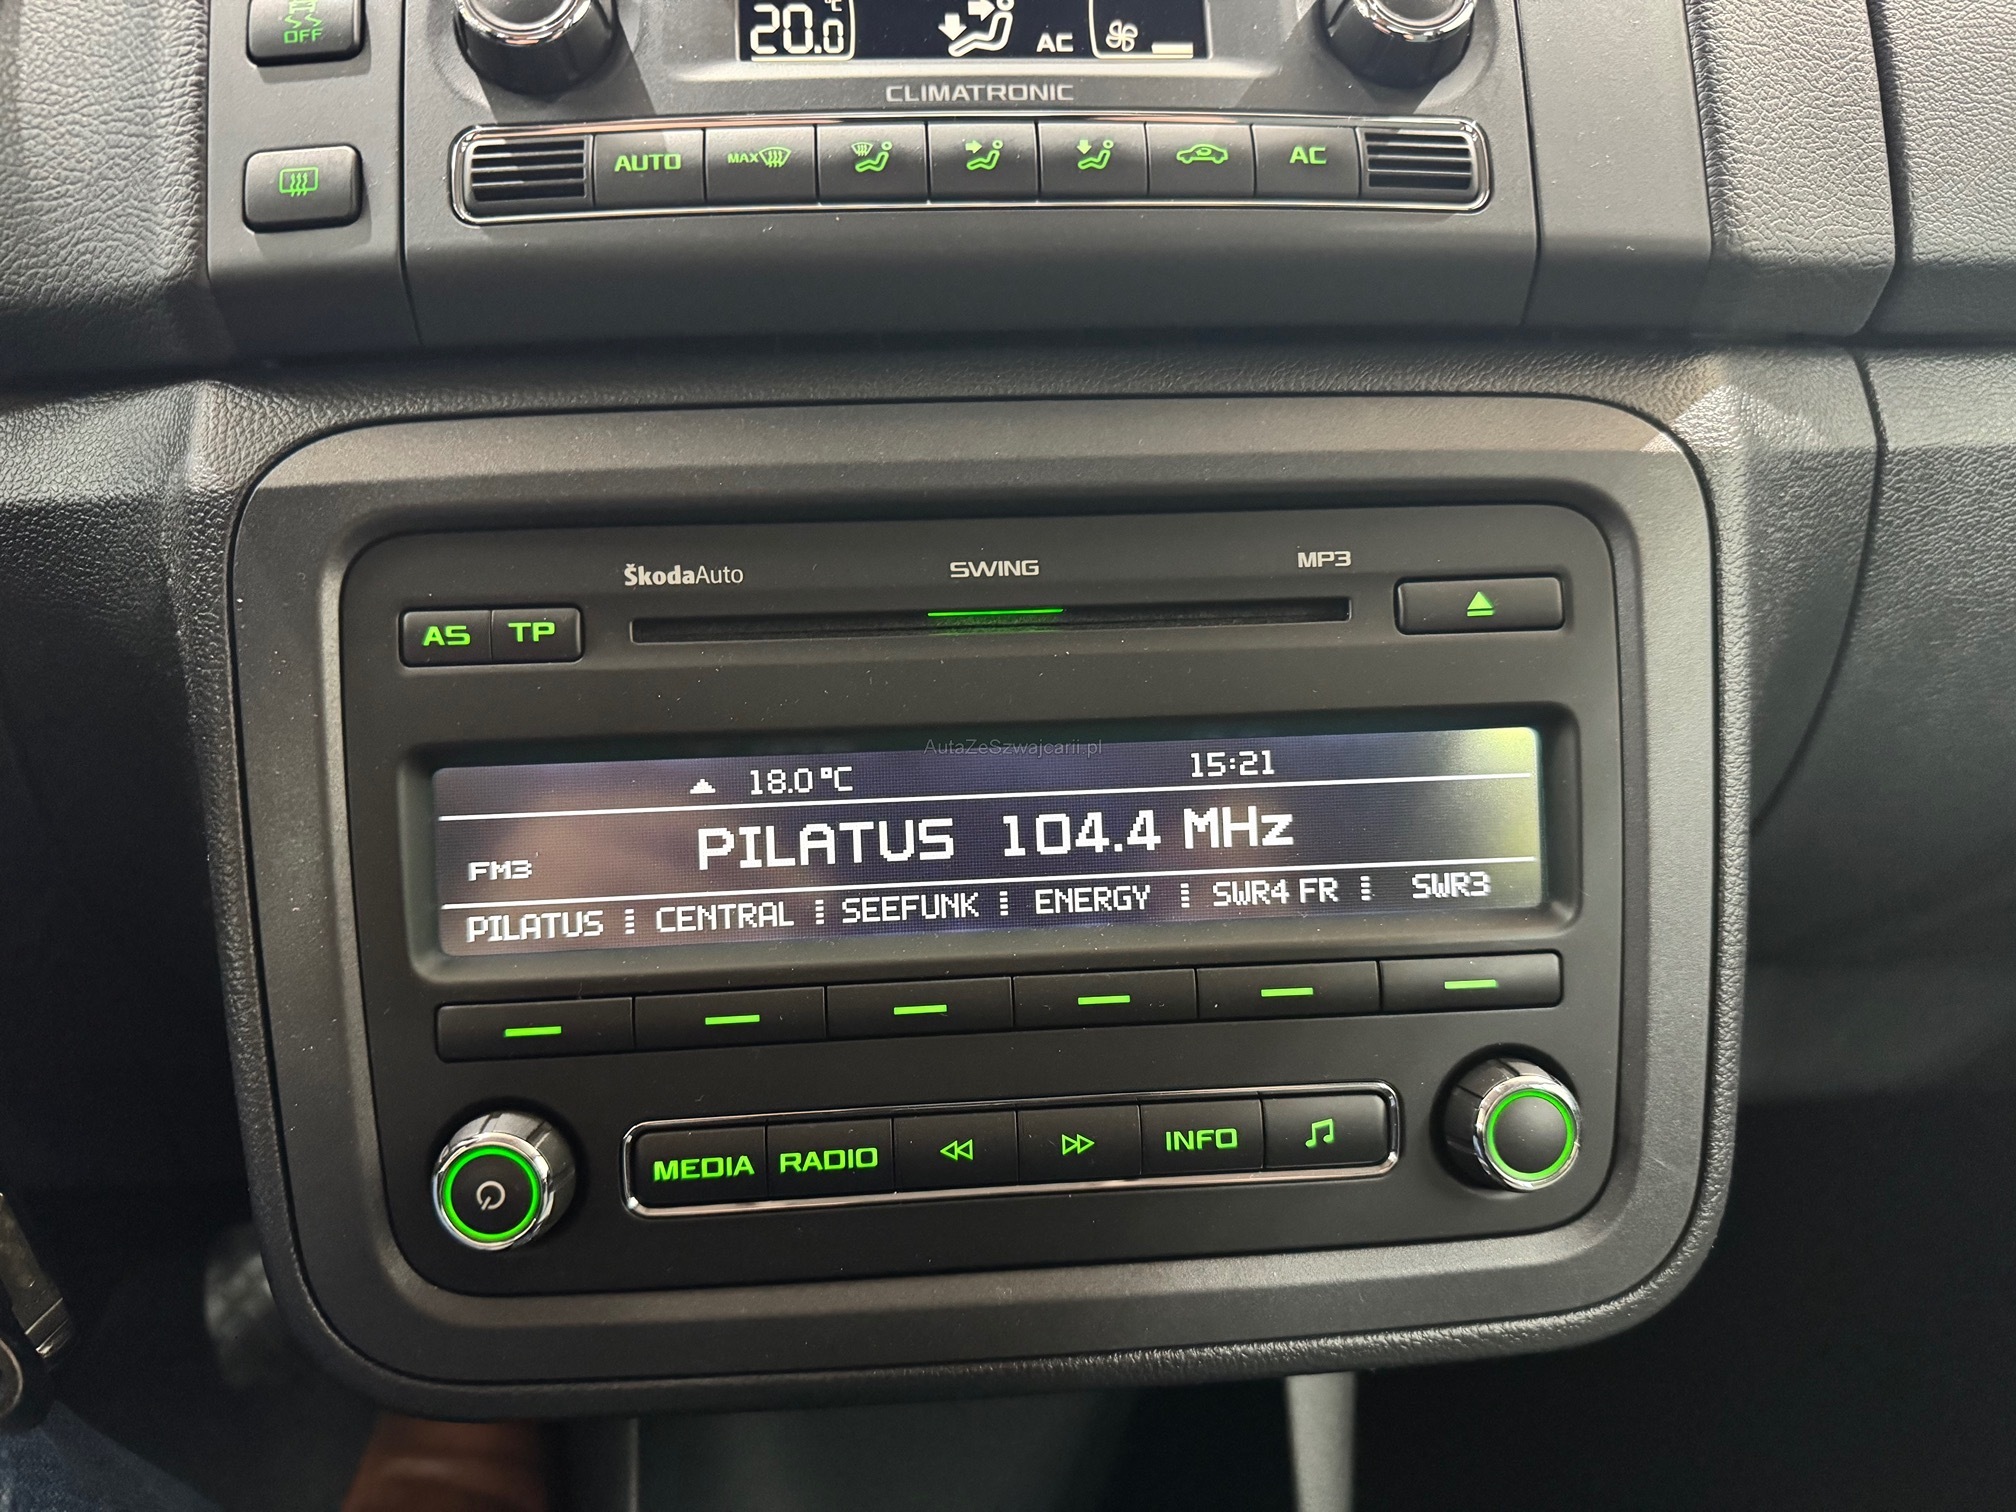 OFF
20.0 °C AC
CLIMATRONIC
AUTO MAX AC
ŠkodaAuto SWING MP3
AS TP
AutaZeSzwajcarii.pl
18.0 °C 15:21
FM3 PILATUS 104.4 MHz
PILATUS CENTRAL SEEFUNK ENERGY SWR4 FR SWR3
MEDIA RADIO INFO